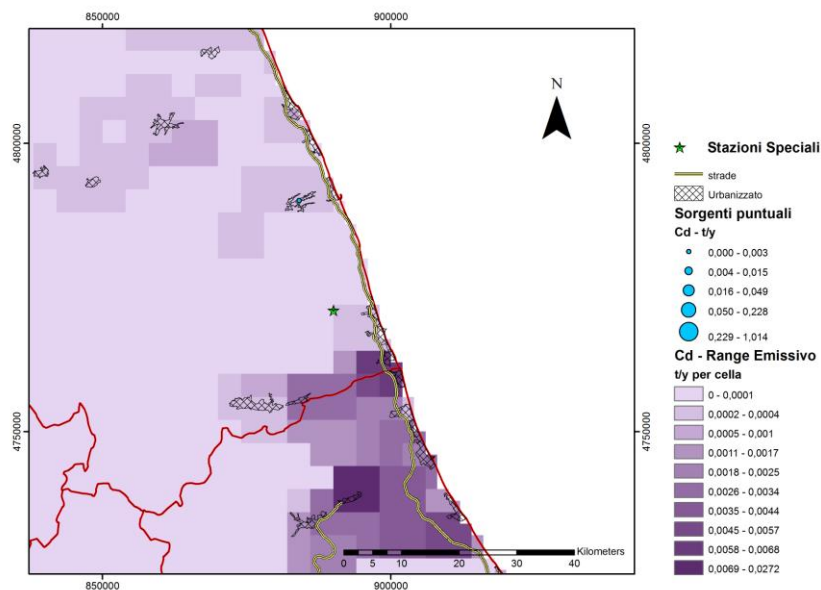 850000
900000
N
4800000
4800000
4750000
4750000
0
5
10
20
30
40
Kilometers
850000
900000
Stazioni Speciali
strade
Urbanizzato
Sorgenti puntuali
Cd - t/y
0,000 - 0,003
0,004 - 0,015
0,016 - 0,049
0,050 - 0,228
0,229 - 1,014
Cd - Range Emissivo
t/y per cella
0 - 0,0001
0,0002 - 0,0004
0,0005 - 0,001
0,0011 - 0,0017
0,0018 - 0,0025
0,0026 - 0,0034
0,0035 - 0,0044
0,0045 - 0,0057
0,0058 - 0,0068
0,0069 - 0,0272